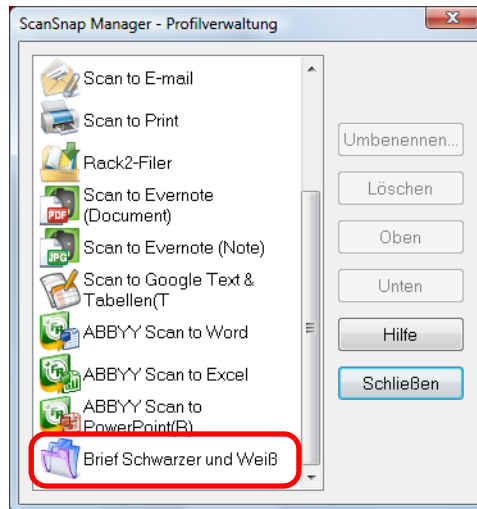 ScanSnap Manager - Profilverwaltung
Scan to E-mail
Scan to Print
Rack2-Filer
PDF
Scan to Evernote
(Document)
JPG
Scan to Evernote (Note)
Scan to Google Text &
Tabellen(T
ABBYY Scan to Word
ABBYY Scan to Excel
ABBYY Scan to
PowerPoint(R)
Brief Schwarzer und Weiß
Umbenennen...
Löschen
Oben
Unten
Hilfe
Schließen